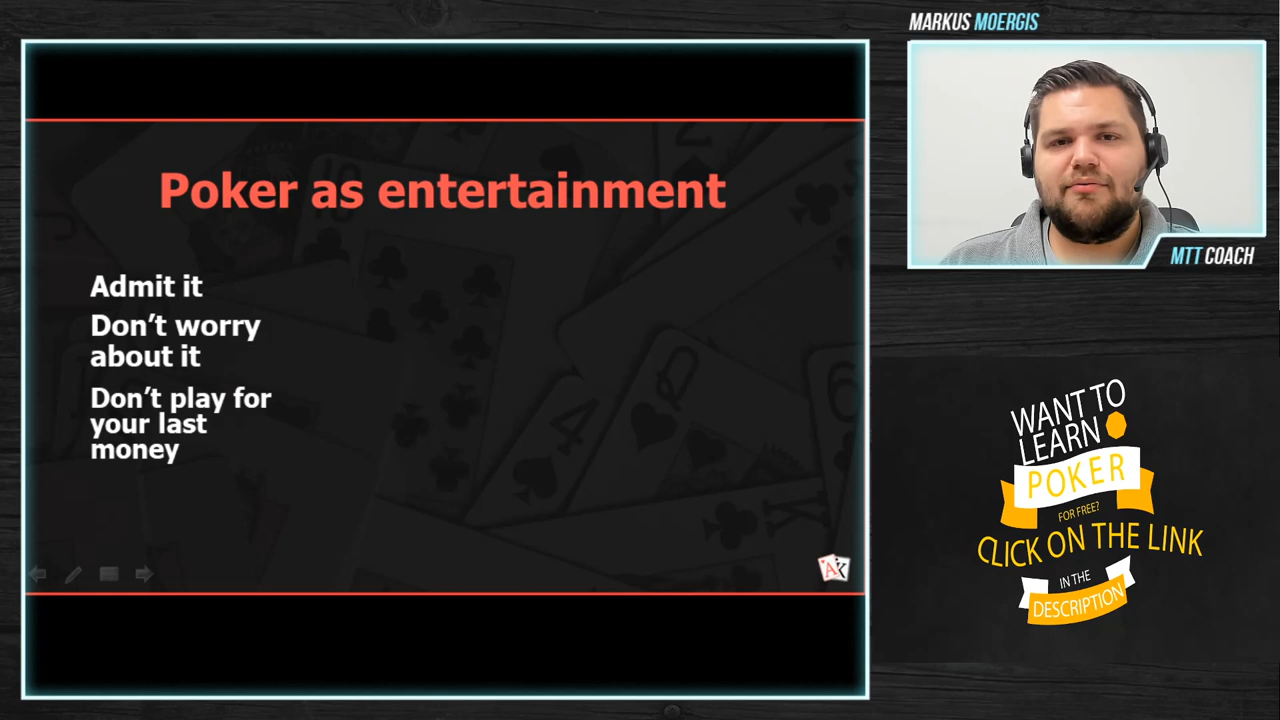 MARKUS MOERGIS
Poker as entertainment
Admit it
Don’t worry
about it
Don’t play for
your last
money
AK
MTT COACH
WANT TO
LEARN
POKER
FOR FREE?
CLICK ON THE LINK
IN THE
DESCRIPTION